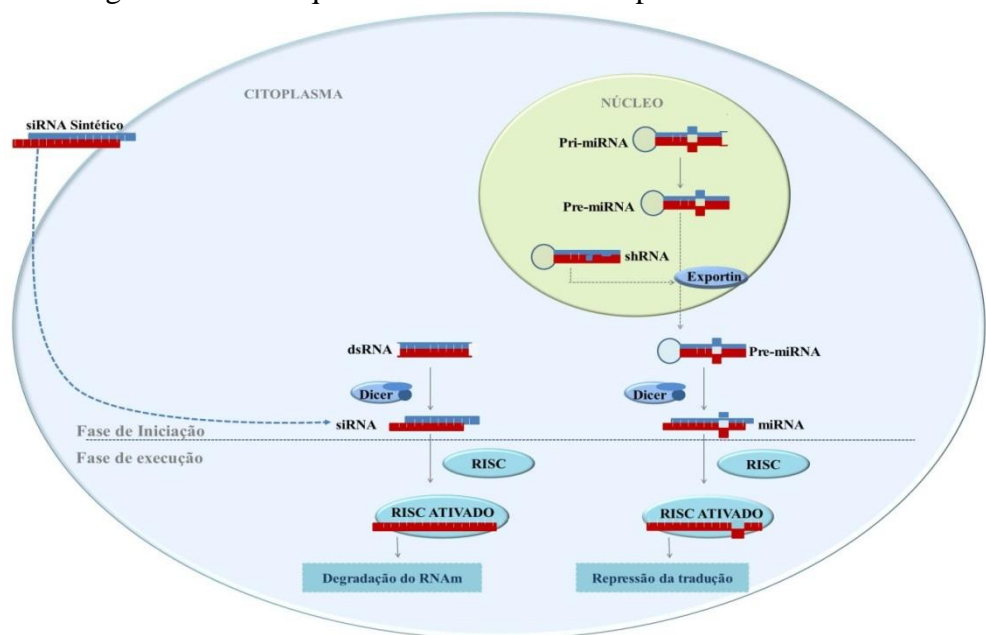 CITOPLASMA
NÚCLEO
siRNA Sintético
Pri-miRNA
Pre-miRNA
shRNA
Exportin
dsRNA
Pre-miRNA
Dicer
Dicer
siRNA
miRNA
Fase de Iniciação
Fase de execução
RISC
RISC
RISC ATIVADO
RISC ATIVADO
Degradação do RNAm
Repressão da tradução